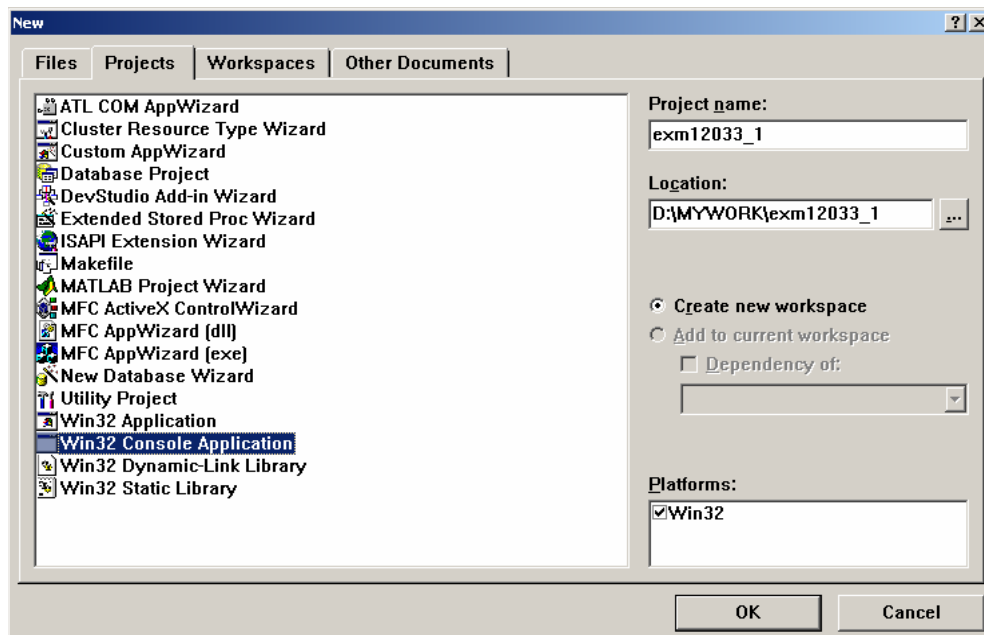 New
Files Projects Workspaces Other Documents
ATL COM AppWizard
Cluster Resource Type Wizard
Custom AppWizard
Database Project
DevStudio Add-in Wizard
Extended Stored Proc Wizard
ISAPI Extension Wizard
Makefile
MATLAB Project Wizard
MFC ActiveX ControlWizard
MFC AppWizard (dll)
MFC AppWizard (exe)
New Database Wizard
Utility Project
Win32 Application
Win32 Console Application
Win32 Dynamic-Link Library
Win32 Static Library
Project name:
exm12033_1
Location:
D:\MYWORK\exm12033_1
...
Create new workspace
Add to current workspace
Dependency of:
Platforms:
Win32
OK Cancel